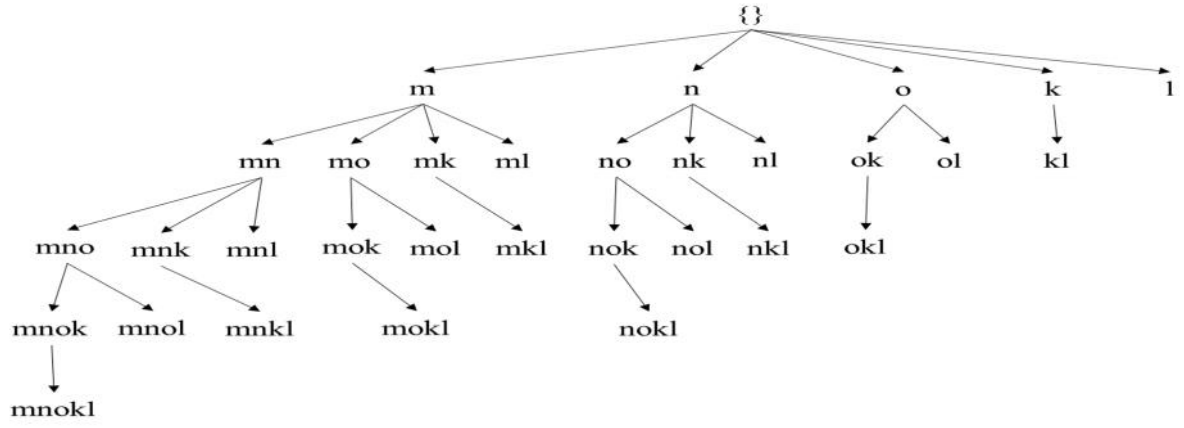 {}
m n o k l
mn mo mk ml no nk nl ok ol kl
mno mnk mnl mok mol mkl nok nol nkl okl
mnok mnol mnkl mokl nokl
mnokl